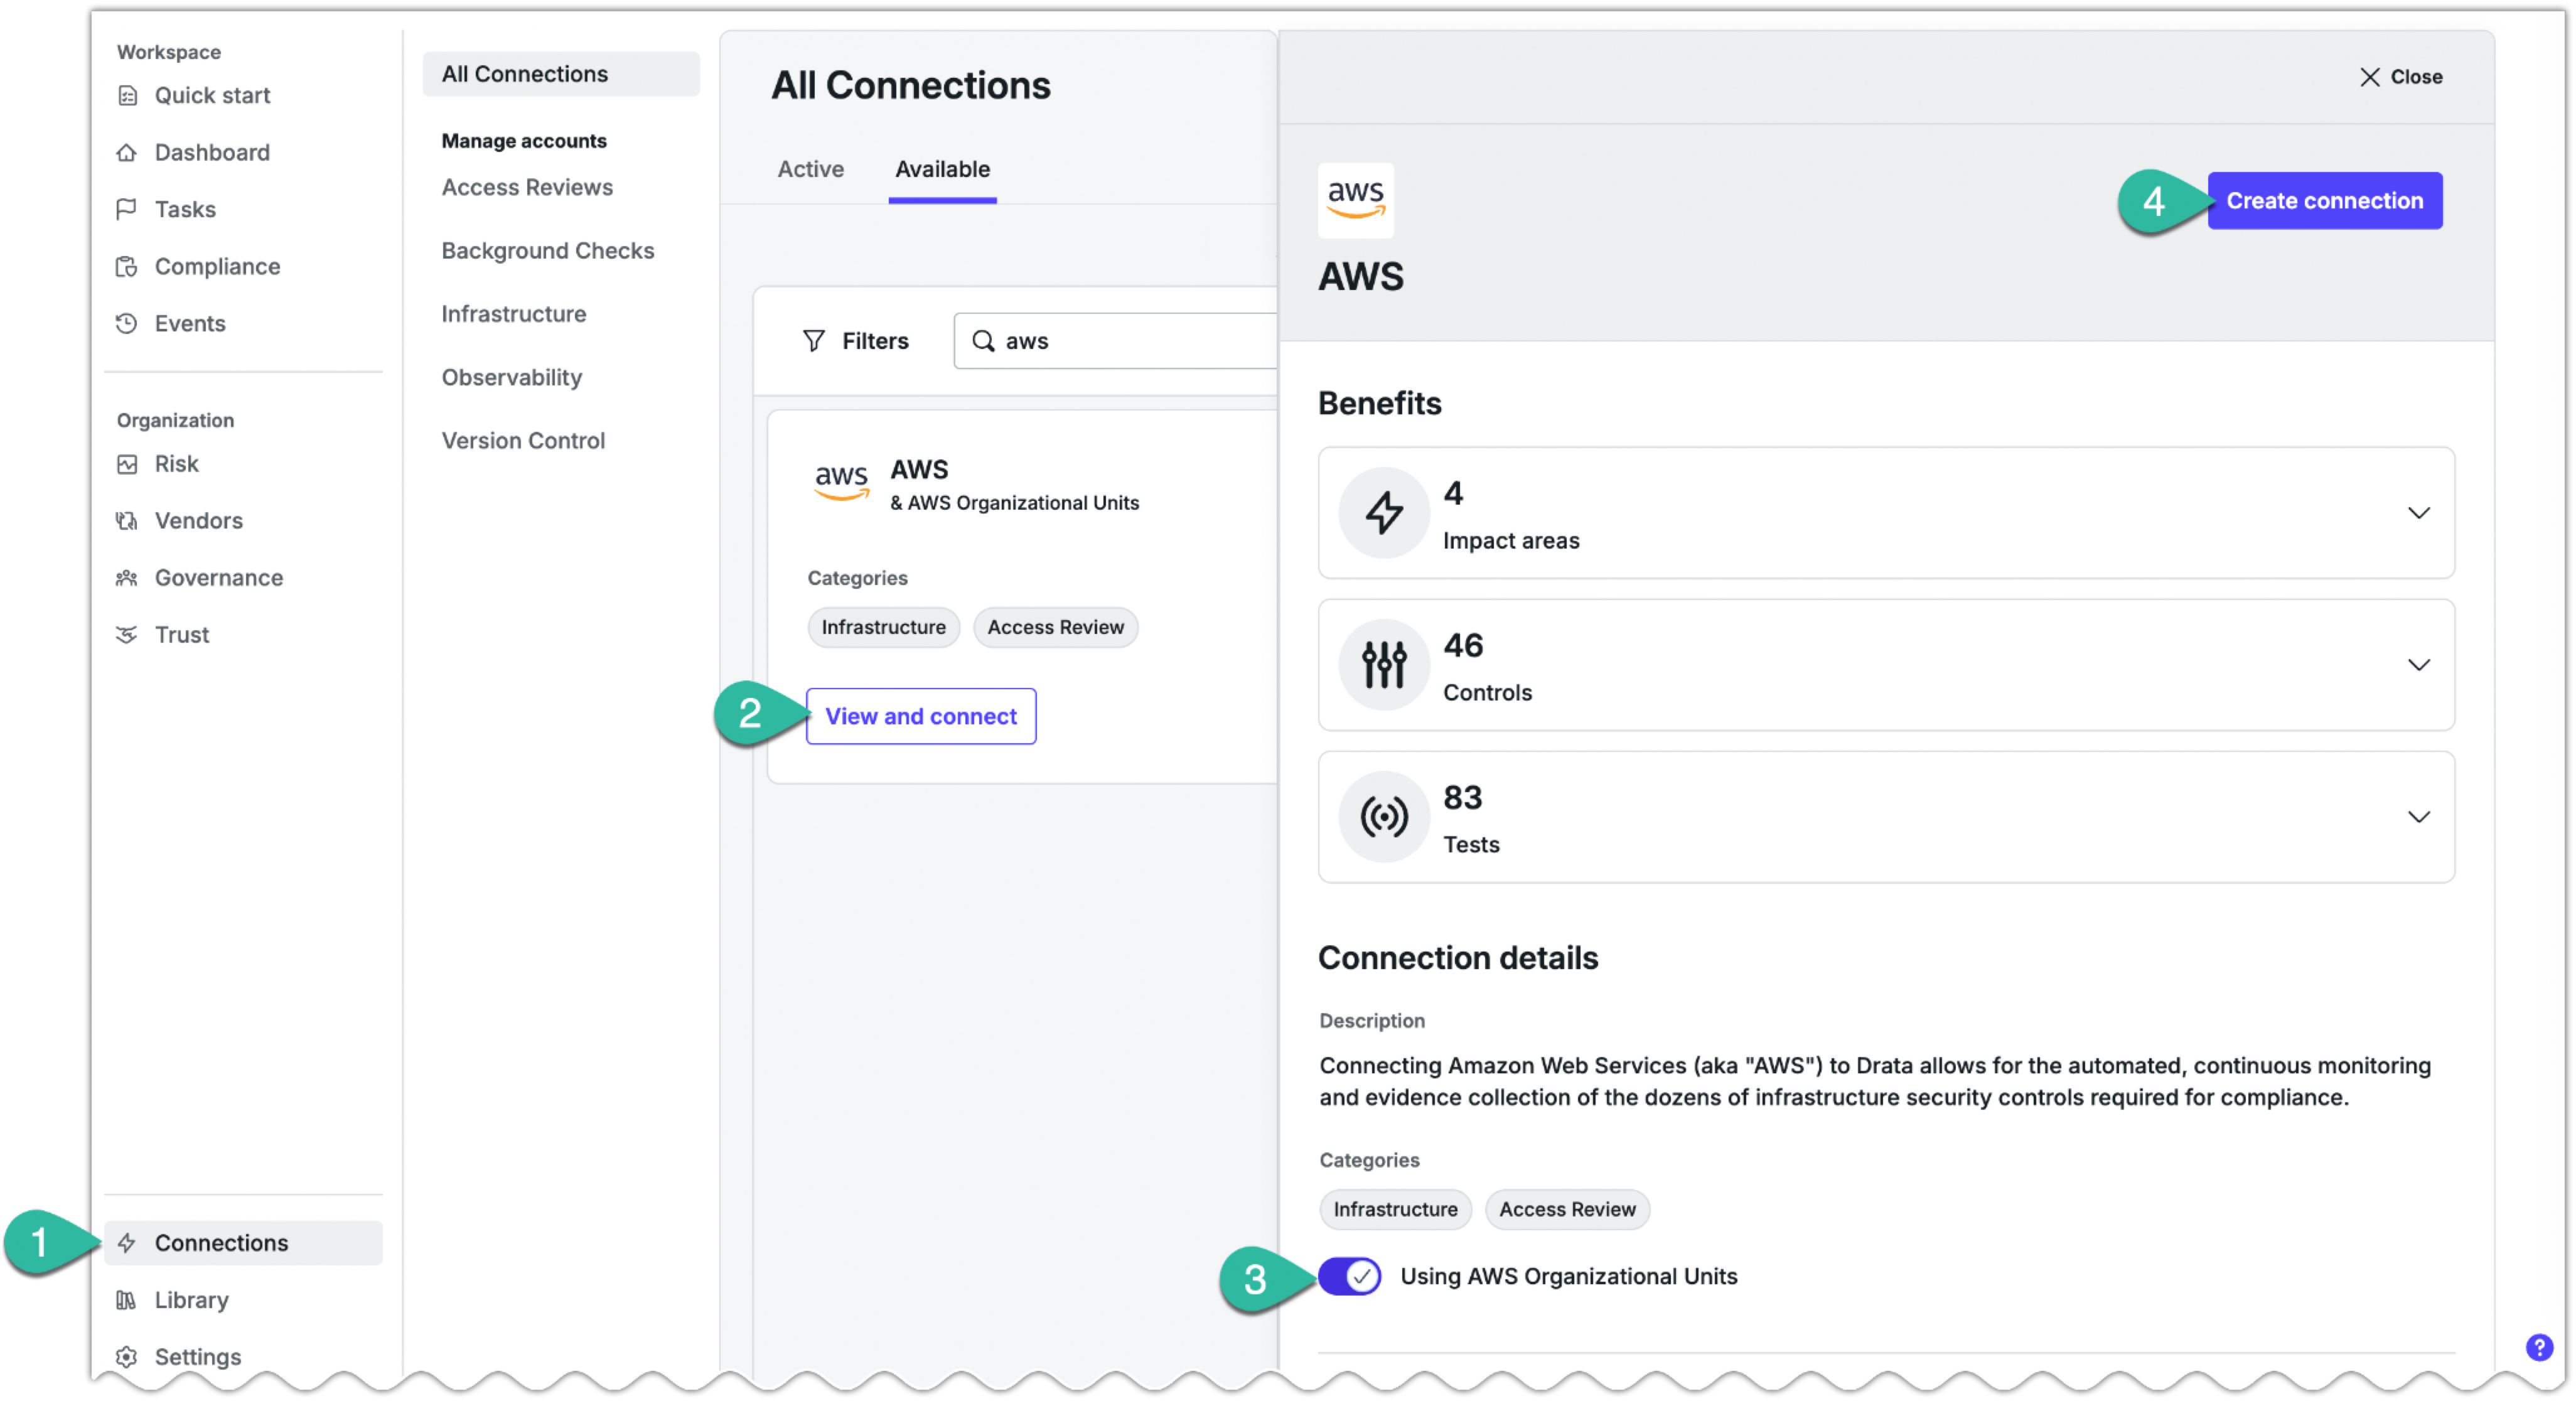 Workspace
Quick start
Dashboard
Tasks
Compliance
Events
Organization
Risk
Vendors
Governance
Trust
1
Connections
Library
Settings
All Connections
Manage accounts
Access Reviews
Background Checks
Infrastructure
Observability
Version Control
All Connections
Active
Available
Filters
aws
aws
AWS
& AWS Organizational Units
Categories
Infrastructure
Access Review
2
View and connect
Close
aws
AWS
4
Create connection
Benefits
4
Impact areas
46
Controls
83
Tests
Connection details
Description
Connecting Amazon Web Services (aka "AWS") to Drata allows for the automated, continuous monitoring
and evidence collection of the dozens of infrastructure security controls required for compliance.
Categories
Infrastructure
Access Review
3
Using AWS Organizational Units
?